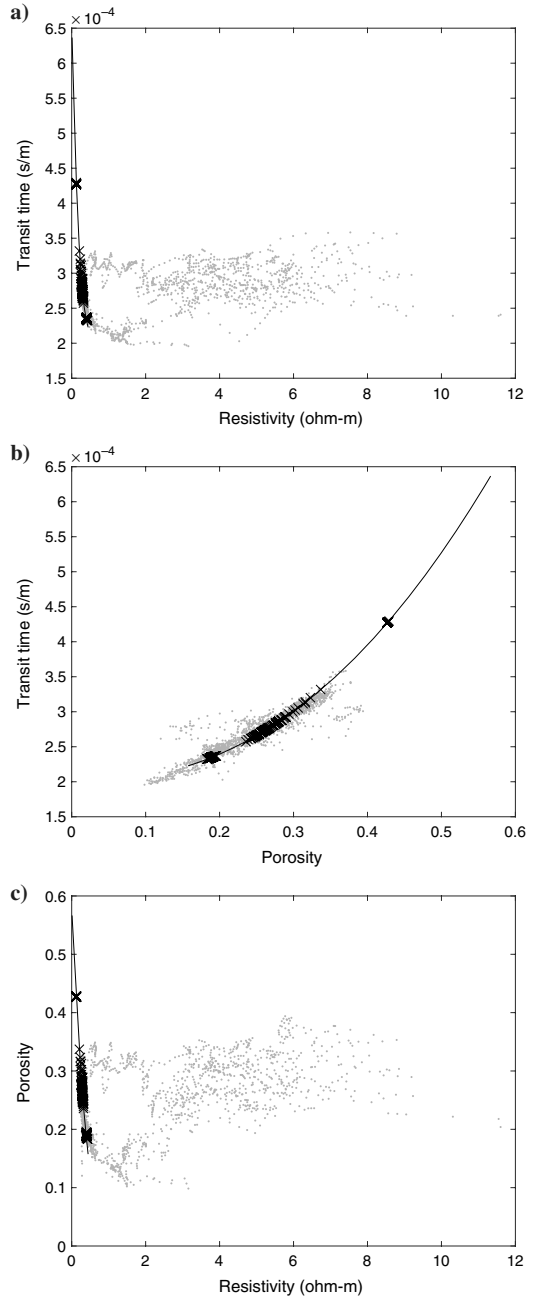 a)
× 10⁻⁴
6.5
6
5.5
5
4.5
4
3.5
3
2.5
2
1.5
Transit time (s/m)
0 2 4 6 8 10 12
Resistivity (ohm-m)
b)
× 10⁻⁴
6.5
6
5.5
5
4.5
4
3.5
3
2.5
2
1.5
Transit time (s/m)
0 0.1 0.2 0.3 0.4 0.5 0.6
Porosity
c)
0.6
0.5
0.4
0.3
0.2
0.1
0
Porosity
0 2 4 6 8 10 12
Resistivity (ohm-m)